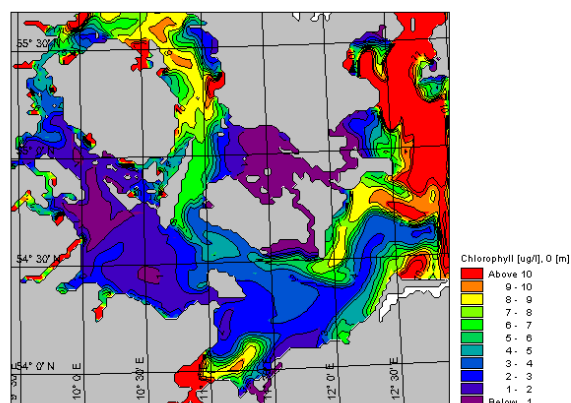 55° 30' N
54° 30' N
54° 0' N
9° 30' E
10° 0' E
10° 30' E
11°
11° 30' E
12° 0' E
12° 30' E
Chlorophyll [ug/l], 0 [m]
Above 10
9 - 10
8 - 9
7 - 8
6 - 7
5 - 6
4 - 5
3 - 4
2 - 3
1 - 2
Below 1